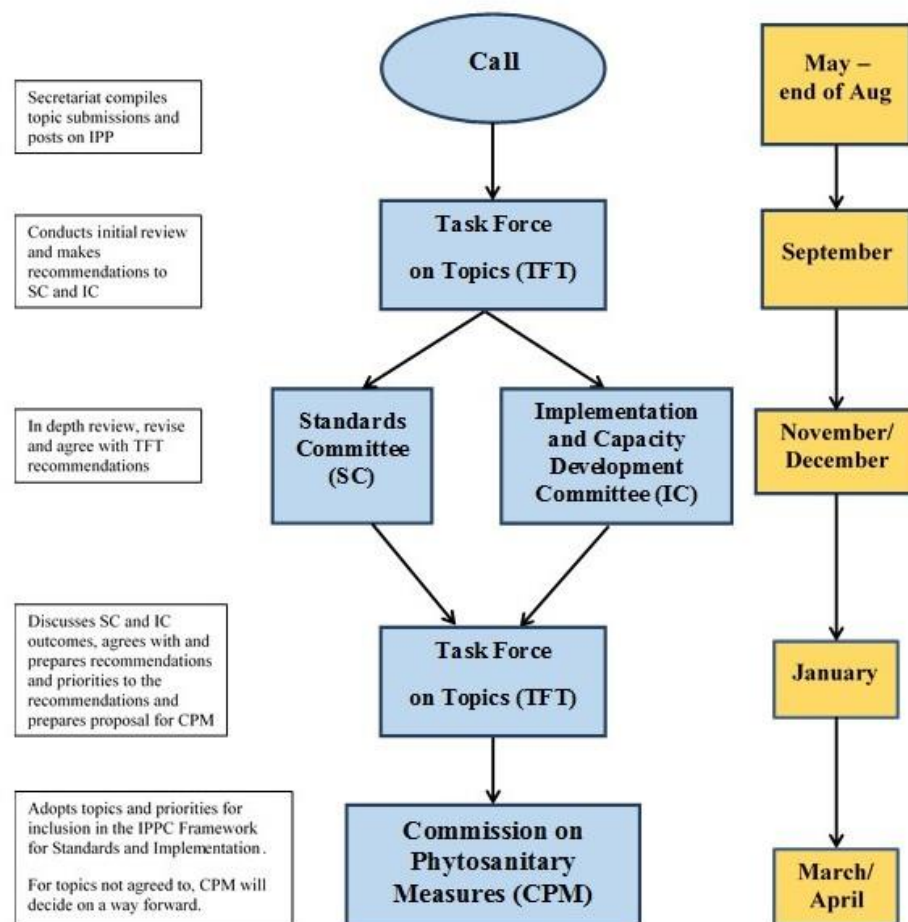 Call
May –
end of Aug
Secretariat compiles
topic submissions and
posts on IPP
Task Force
on Topics (TFT)
September
Conducts initial review
and makes
recommendations to
SC and IC
Standards
Committee
(SC)
Implementation
and Capacity
Development
Committee (IC)
November/
December
In depth review, revise
and agree with TFT
recommendations
Discusses SC and IC
outcomes, agrees with and
prepares recommendations
and priorities to the
recommendations and
prepares proposal for CPM
Task Force
on Topics (TFT)
January
Adopts topics and priorities for
inclusion in the IPPC Framework
for Standards and Implementation.
For topics not agreed to, CPM will
decide on a way forward.
Commission on
Phytosanitary
Measures (CPM)
March/
April